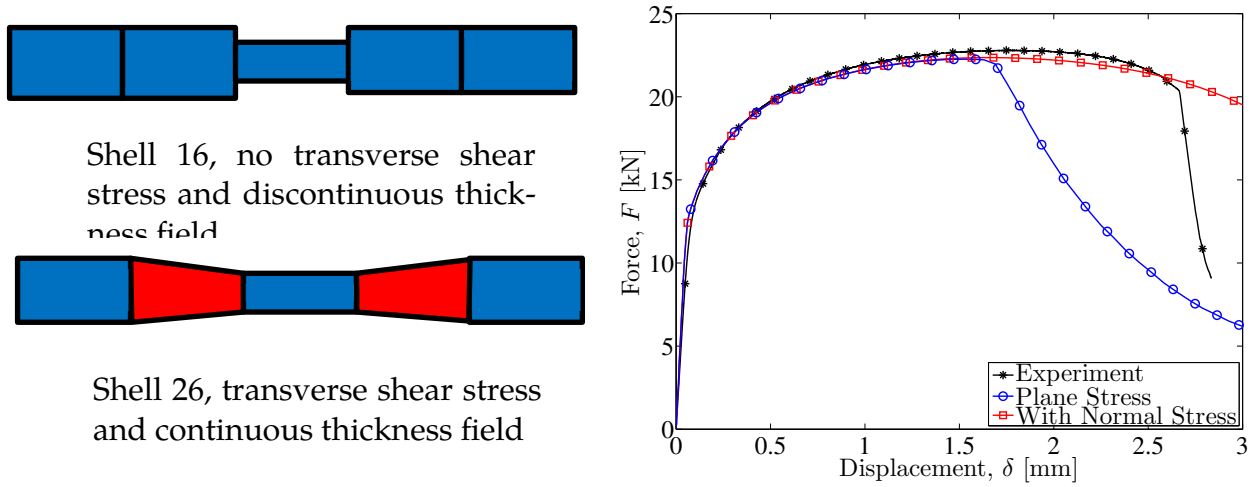 Shell 16, no transverse shear
stress and discontinuous thick-
ness field
Shell 26, transverse shear stress
and continuous thickness field
Force, F [kN]
25
20
15
10
5
0
0 0.5 1 1.5 2 2.5 3
Displacement, δ [mm]
Experiment
Plane Stress
With Normal Stress